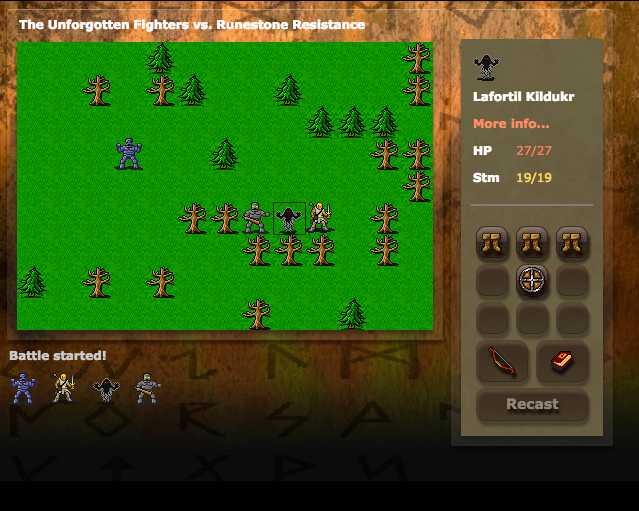 The Unforgotten Fighters vs. Runestone Resistance
Lafortil Kildukr
More info...
HP 27/27
Stm 19/19
Recast
Battle started!